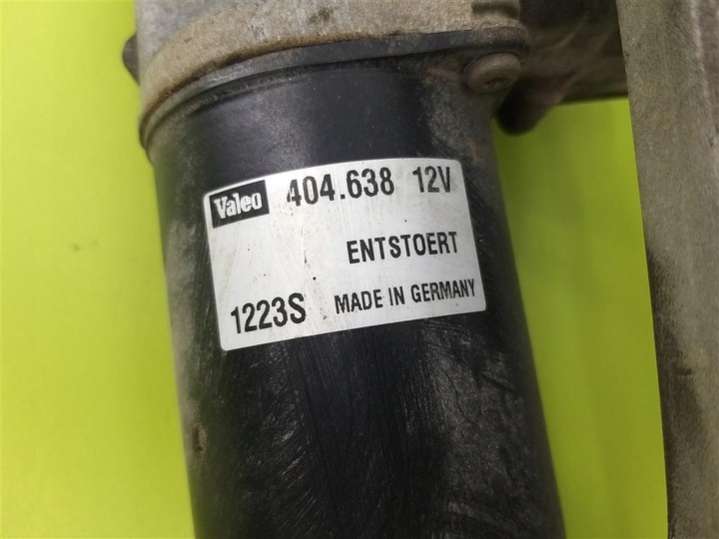 Valeo 404.638 12V
ENTSTOERT
1223S MADE IN GERMANY